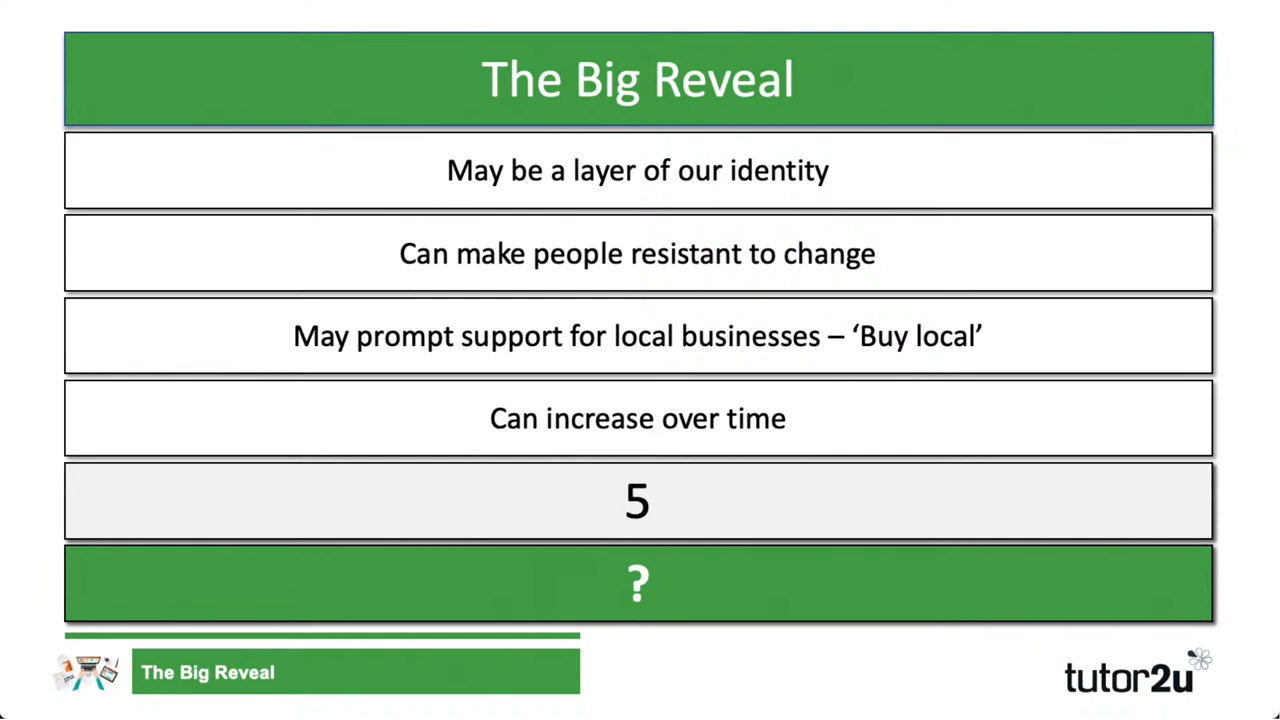 The Big Reveal
May be a layer of our identity
Can make people resistant to change
May prompt support for local businesses – ‘Buy local’
Can increase over time
5
?
The Big Reveal
tutor2u